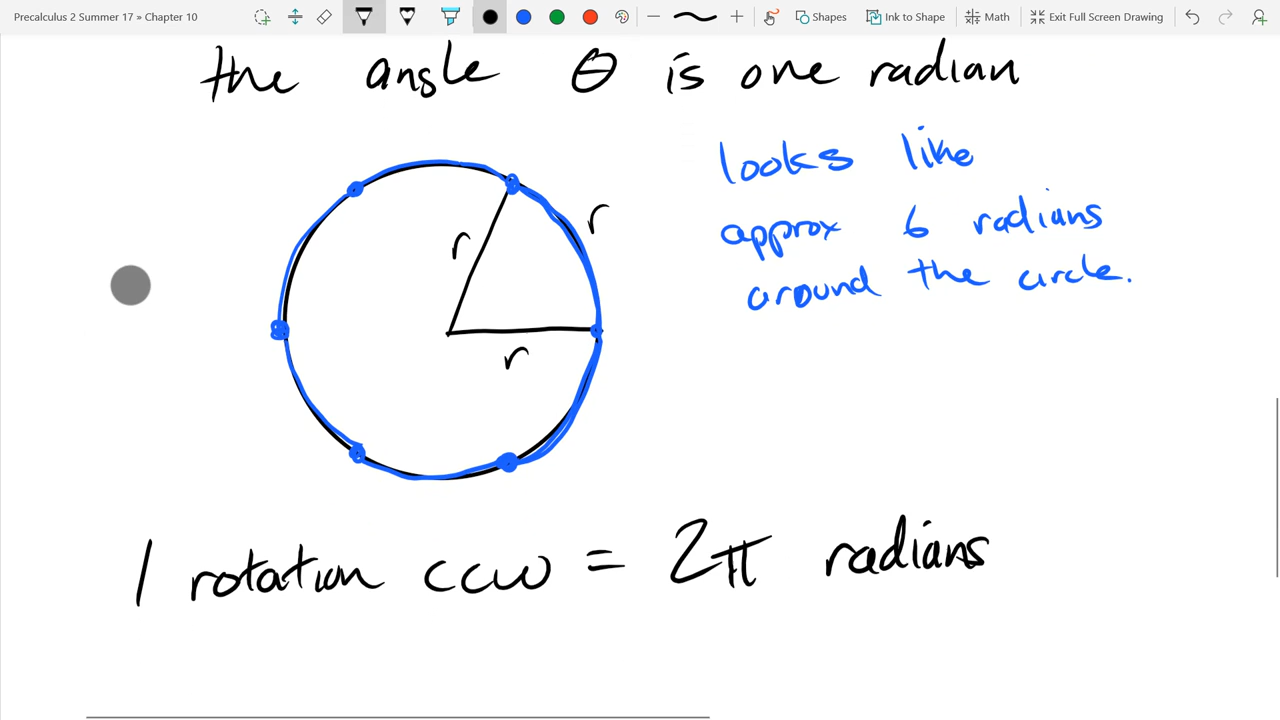 Precalculus 2 Summer 17 » Chapter 10
Shapes
Ink to Shape
Math
Exit Full Screen Drawing
the angle θ is one radian
looks like
approx 6 radians
around the circle.
r
r
r
1 rotation ccw = 2π radians